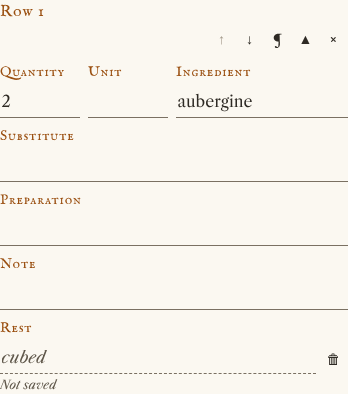 Row 1
↑ ↓ ¶ ▲ ×
Quantity Unit Ingredient
2 aubergine
Substitute
Preparation
Note
Rest
cubed
Not saved